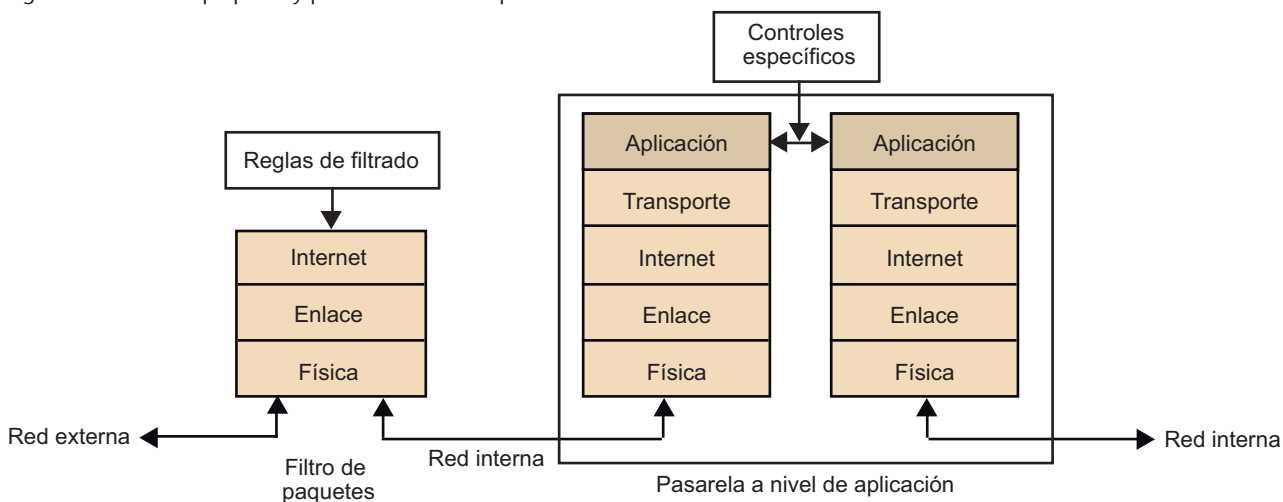 Controles
específicos
Reglas de filtrado
Internet
Enlace
Física
Aplicación
Transporte
Internet
Enlace
Física
Aplicación
Transporte
Internet
Enlace
Física
Red externa
Filtro de
paquetes
Red interna
Pasarela a nivel de aplicación
Red interna